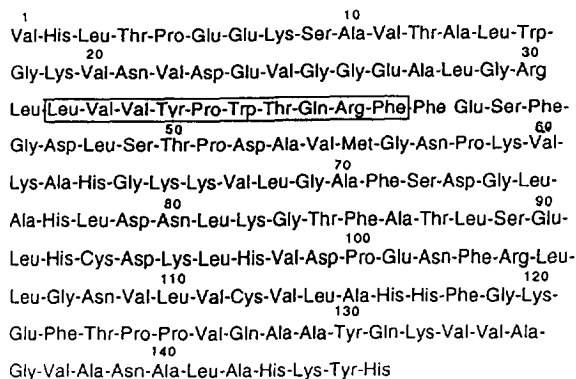 1 10
Val-His-Leu-Thr-Pro-Glu-Glu-Lys-Ser-Ala-Val-Thr-Ala-Leu-Trp-
20 30
Gly-Lys-Val-Asn-Val-Asp-Glu-Val-Gly-Gly-Glu-Ala-Leu-Gly-Arg
Leu-Leu-Val-Val-Tyr-Pro-Trp-Thr-Gln-Arg-Phe-Phe Glu-Ser-Phe-
50 60
Gly-Asp-Leu-Ser-Thr-Pro-Asp-Ala-Val-Met-Gly-Asn-Pro-Lys-Val-
70
Lys-Ala-His-Gly-Lys-Lys-Val-Leu-Gly-Ala-Phe-Ser-Asp-Gly-Leu-
80 90
Ala-His-Leu-Asp-Asn-Leu-Lys-Gly-Thr-Phe-Ala-Thr-Leu-Ser-Glu-
100
Leu-His-Cys-Asp-Lys-Leu-His-Val-Asp-Pro-Glu-Asn-Phe-Arg-Leu-
110 120
Leu-Gly-Asn-Val-Leu-Val-Cys-Val-Leu-Ala-His-His-Phe-Gly-Lys-
130
Glu-Phe-Thr-Pro-Pro-Val-Gln-Ala-Ala-Tyr-Gln-Lys-Val-Val-Ala-
140
Gly-Val-Ala-Asn-Ala-Leu-Ala-His-Lys-Tyr-His